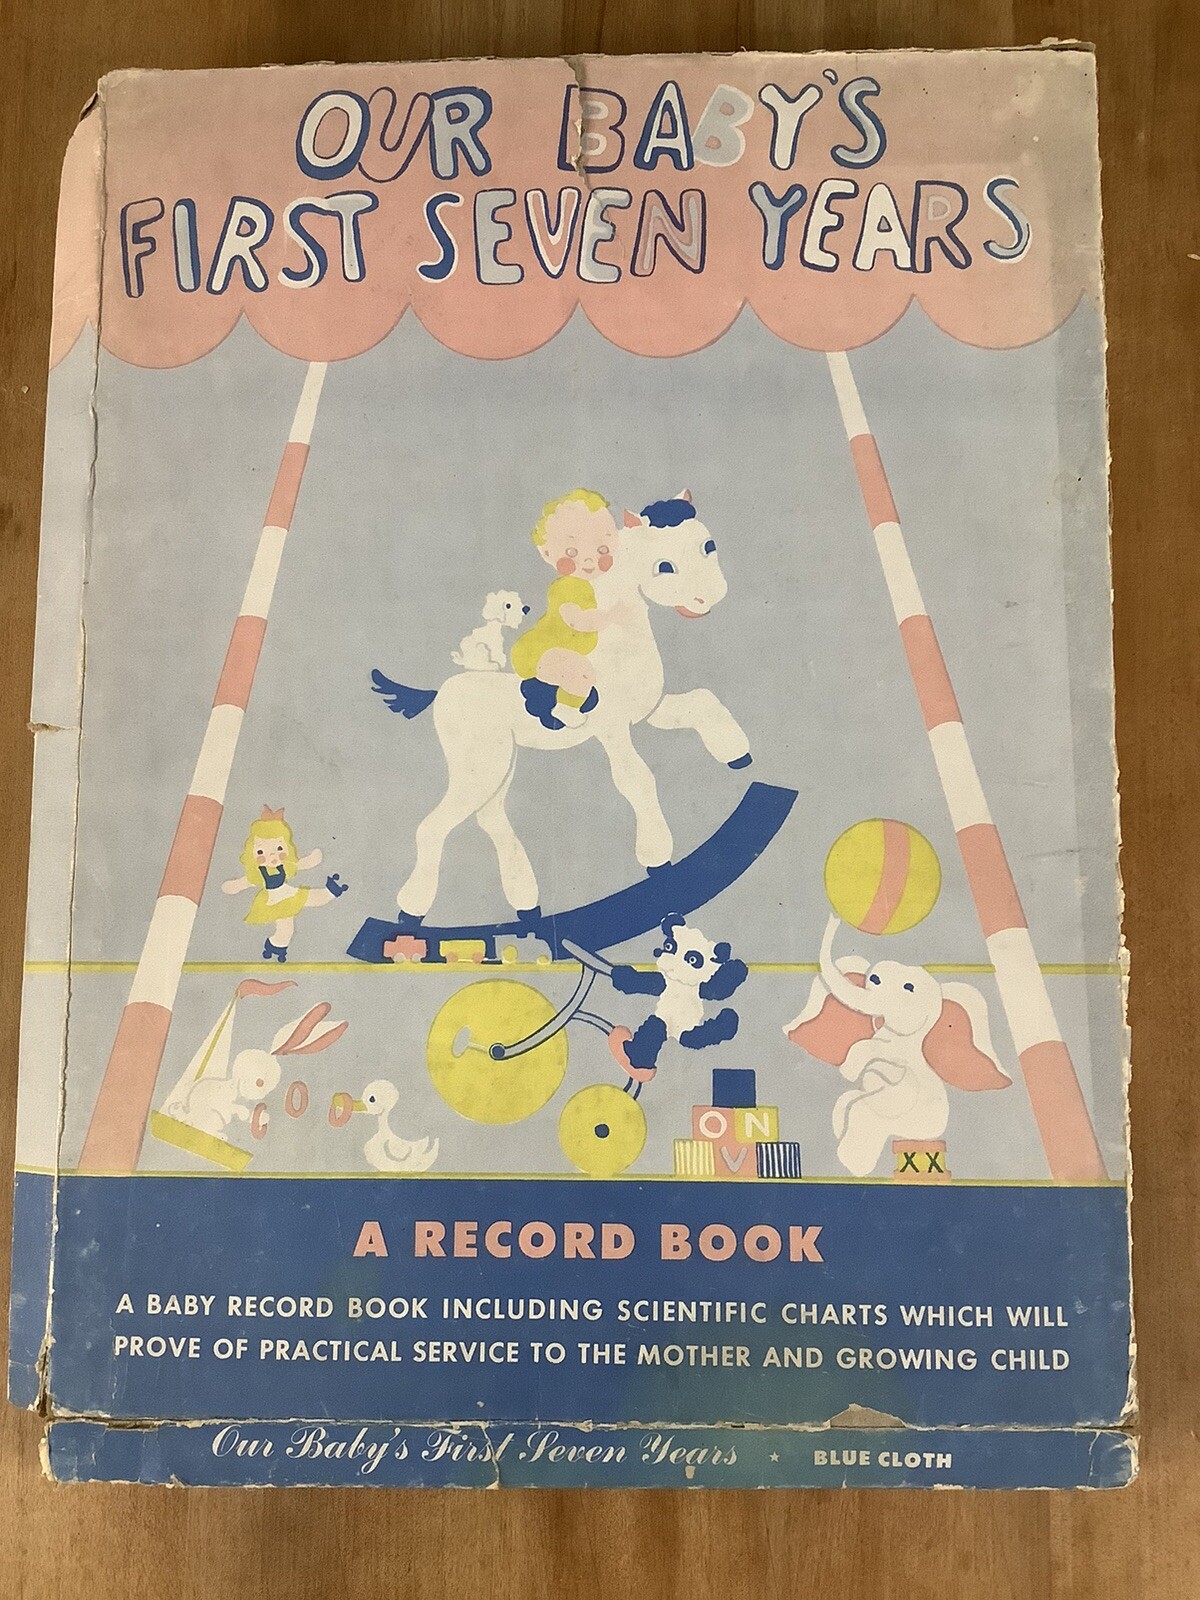 OUR BABY'S
FIRST SEVEN YEARS
ON
V
XX
A RECORD BOOK
A BABY RECORD BOOK INCLUDING SCIENTIFIC CHARTS WHICH WILL
PROVE OF PRACTICAL SERVICE TO THE MOTHER AND GROWING CHILD
Our Baby's First Seven Years ★ BLUE CLOTH